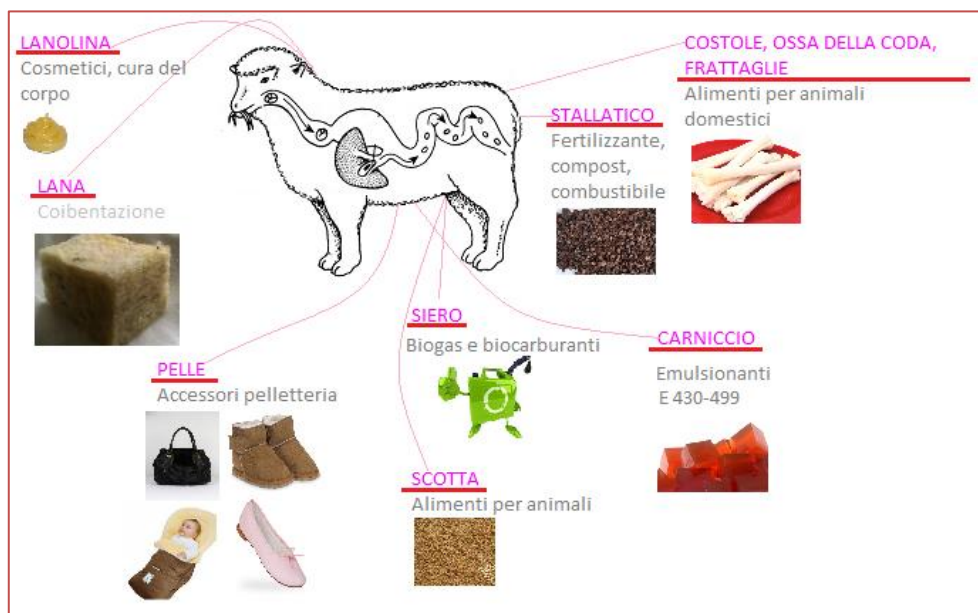 LANOLINA
Cosmetici, cura del
corpo
LANA
Coibentazione
COSTOLE, OSSA DELLA CODA,
FRATTAGLIE
Alimenti per animali
domestici
STALLATICO
Fertilizzante,
compost,
combustibile
SIERO
Biogas e biocarburanti
CARNICCIO
Emulsionanti
E 430-499
PELLE
Accessori pelletteria
SCOTTA
Alimenti per animali